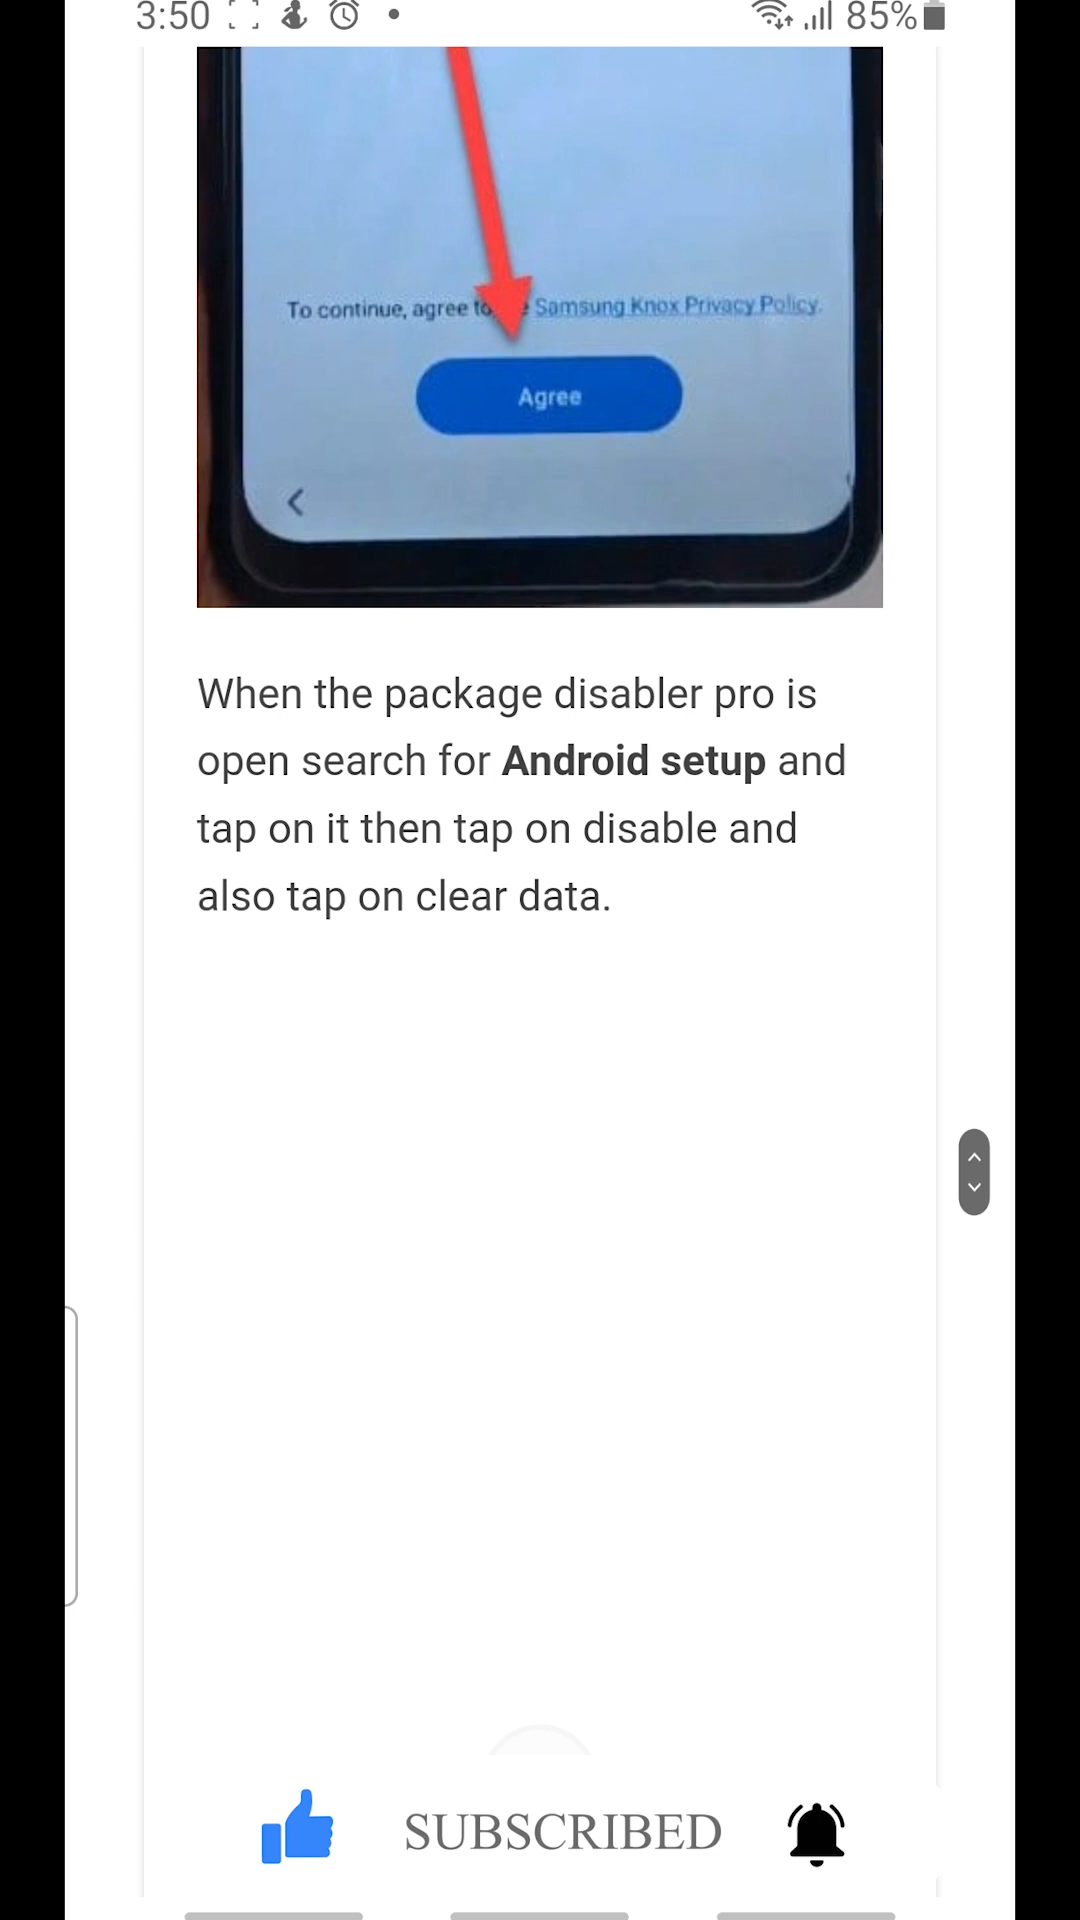 3:50
85%
To continue, agree to Samsung Knox Privacy Policy.
Agree
When the package disabler pro is
open search for Android setup and
tap on it then tap on disable and
also tap on clear data.
SUBSCRIBED